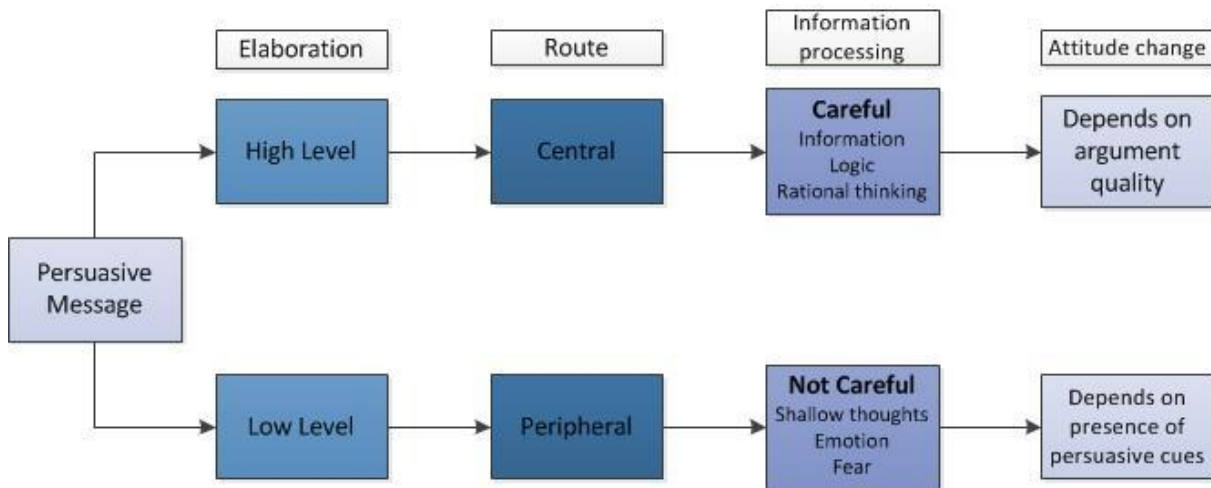 Elaboration
Route
Information
processing
Attitude change
High Level
Central
Careful
Information
Logic
Rational thinking
Depends on
argument
quality
Persuasive
Message
Low Level
Peripheral
Not Careful
Shallow thoughts
Emotion
Fear
Depends on
presence of
persuasive cues